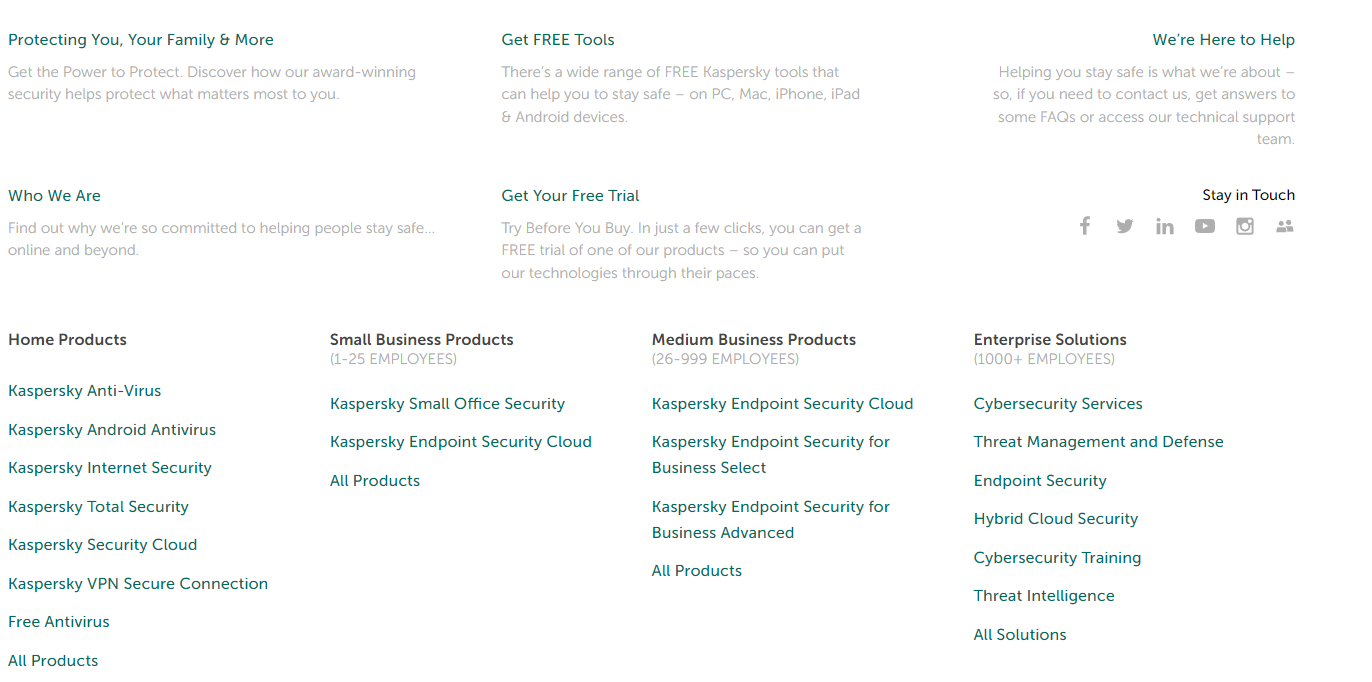 Protecting You, Your Family & More
Get the Power to Protect. Discover how our award-winning
security helps protect what matters most to you.
Get FREE Tools
There's a wide range of FREE Kaspersky tools that
can help you to stay safe – on PC, Mac, iPhone, iPad
& Android devices.
We're Here to Help
Helping you stay safe is what we're about –
so, if you need to contact us, get answers to
some FAQs or access our technical support
team.
Who We Are
Find out why we're so committed to helping people stay safe...
online and beyond.
Get Your Free Trial
Try Before You Buy. In just a few clicks, you can get a
FREE trial of one of our products – so you can put
our technologies through their paces.
Stay in Touch
Home Products
Kaspersky Anti-Virus
Kaspersky Android Antivirus
Kaspersky Internet Security
Kaspersky Total Security
Kaspersky Security Cloud
Kaspersky VPN Secure Connection
Free Antivirus
All Products
Small Business Products
(1-25 EMPLOYEES)
Kaspersky Small Office Security
Kaspersky Endpoint Security Cloud
All Products
Medium Business Products
(26-999 EMPLOYEES)
Kaspersky Endpoint Security Cloud
Kaspersky Endpoint Security for
Business Select
Kaspersky Endpoint Security for
Business Advanced
All Products
Enterprise Solutions
(1000+ EMPLOYEES)
Cybersecurity Services
Threat Management and Defense
Endpoint Security
Hybrid Cloud Security
Cybersecurity Training
Threat Intelligence
All Solutions